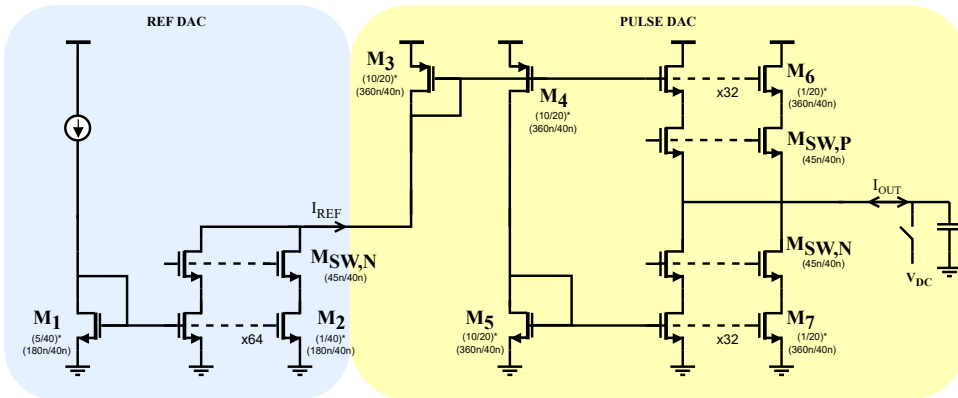 REF DAC
PULSE DAC
M3
(10/20)*
(360n/40n)
M4
(10/20)*
(360n/40n)
x32
M6
(1/20)*
(360n/40n)
MSW,P
(45n/40n)
IREF
IOUT
MSW,N
(45n/40n)
MSW,N
(45n/40n)
VDC
M1
(5/40)*
(180n/40n)
x64
M2
(1/40)*
(180n/40n)
M5
(10/20)*
(360n/40n)
x32
M7
(1/20)*
(360n/40n)